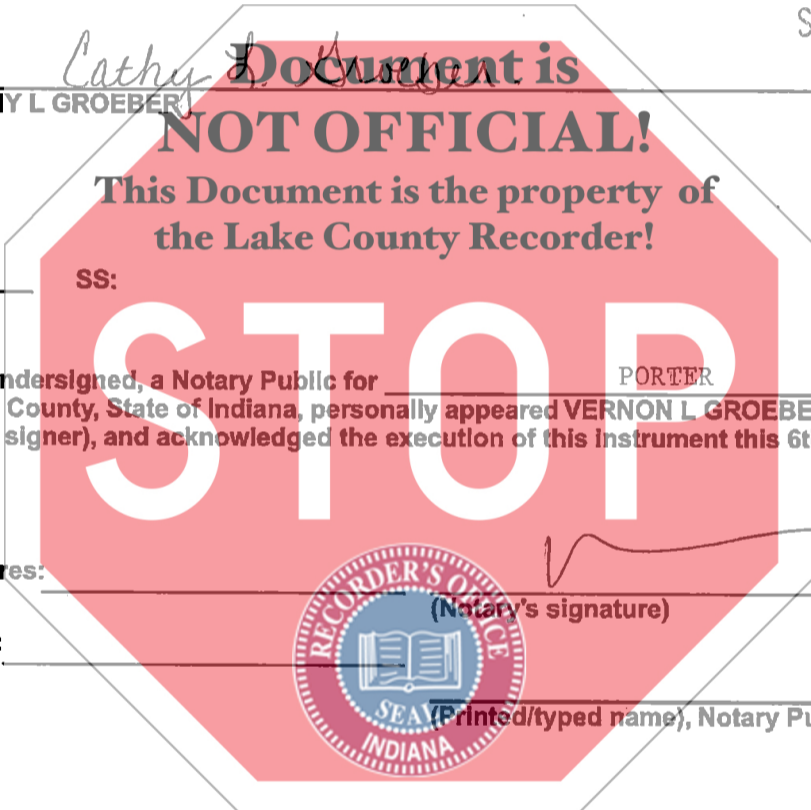 S
Cathy L. Groeber
Document is
Y L GROEBER
NOT OFFICIAL!
This Document is the property of
the Lake County Recorder!
SS:
STOP
ndersigned, a Notary Public for PORTER
County, State of Indiana, personally appeared VERNON L GROEBE
signer), and acknowledged the execution of this instrument this 6t
res:
RECORDER'S OFFICE
(Notary's signature)
:
SEAL
(Printed/typed name), Notary Pu
INDIANA